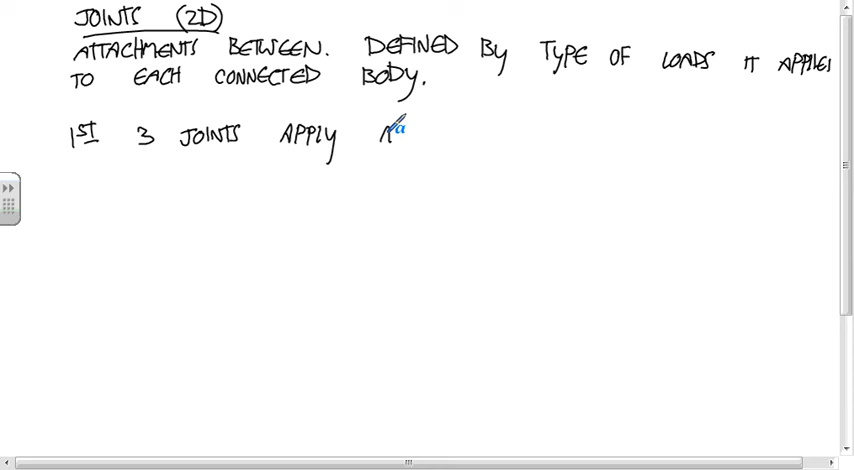 JOINTS (2D)
ATTACHMENTS BETWEEN. DEFINED BY TYPE OF LOADS IT APPLIES
TO EACH CONNECTED BODY.
1ST 3 JOINTS APPLY